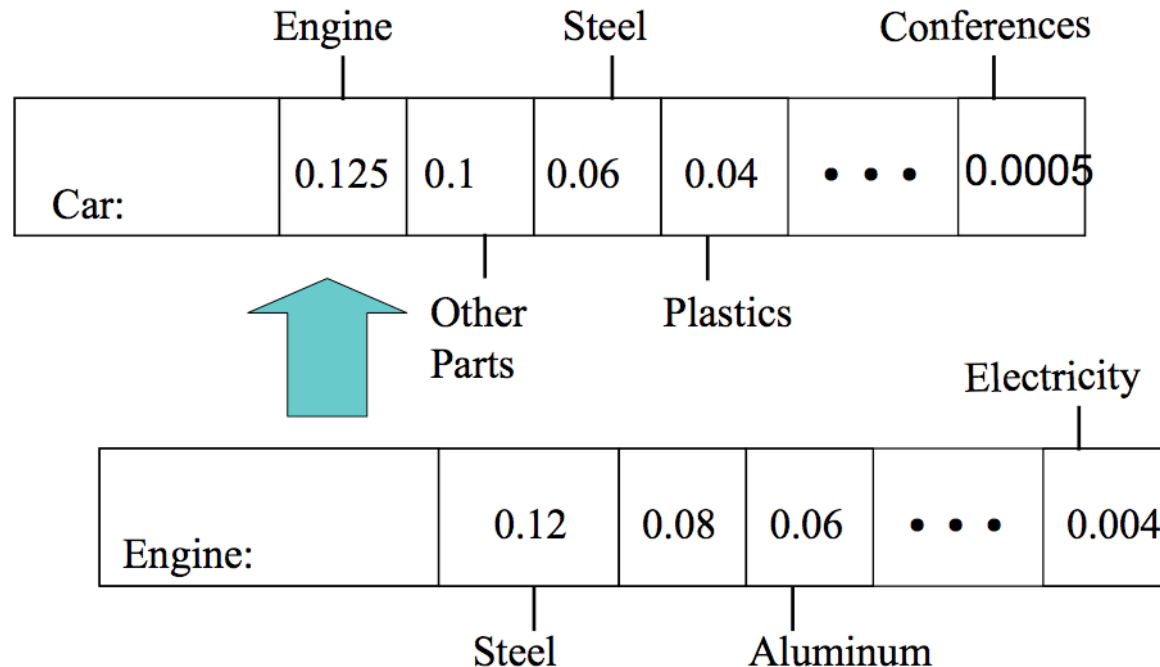 Engine Steel Conferences
Car: 0.125 0.1 0.06 0.04 • • • 0.0005
Other Plastics
Parts
Electricity
Engine: 0.12 0.08 0.06 • • • 0.004
Steel Aluminum